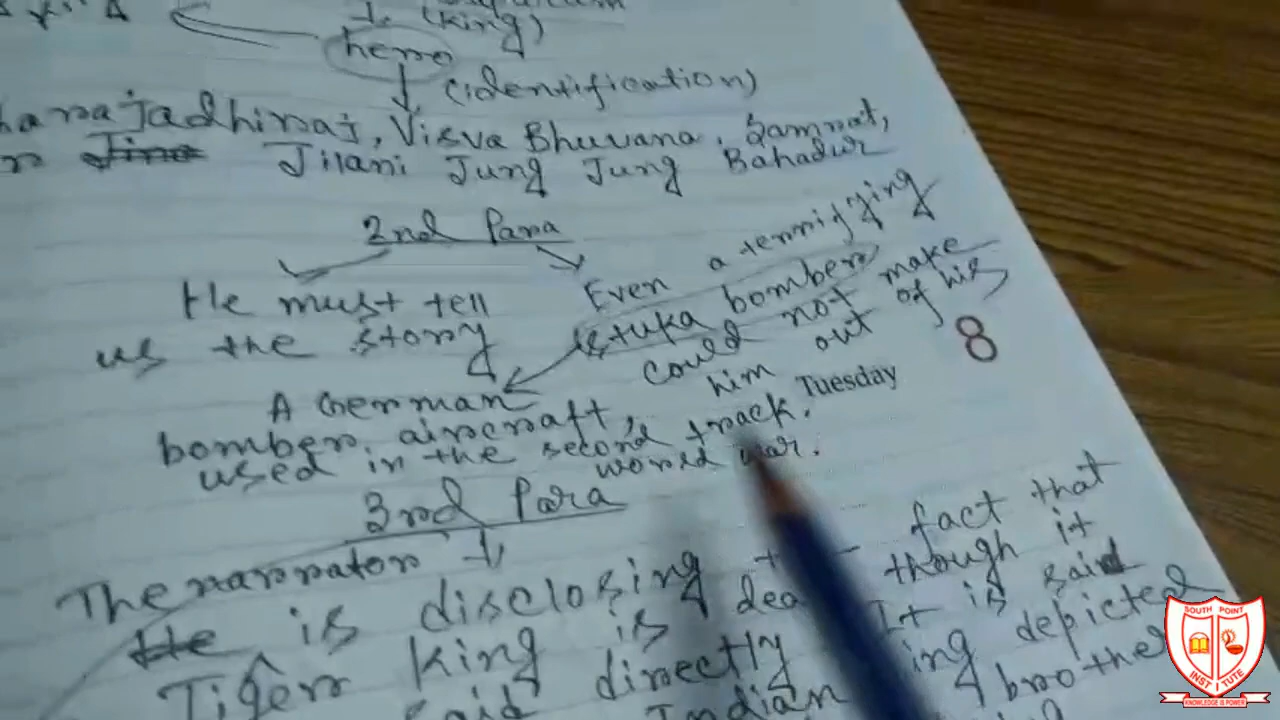 (King)
hero
(identification)
jadhiraj, Visva Bhuvana, Samrat,
Jilani Jung Jung Bahadur
2nd Para
He must tell
us the story
Even a terrifying
stuka bomber
could not make
him out of his
track.
A German
bomber aircraft,
used in the second
world war.
Tuesday
8
3rd Para
The narrator
He is disclosing fact that
Tiger King is though it
said directly It is said
Indian depicted
brother
SOUTH POINT
INSTITUTE
KNOWLEDGE IS POWER